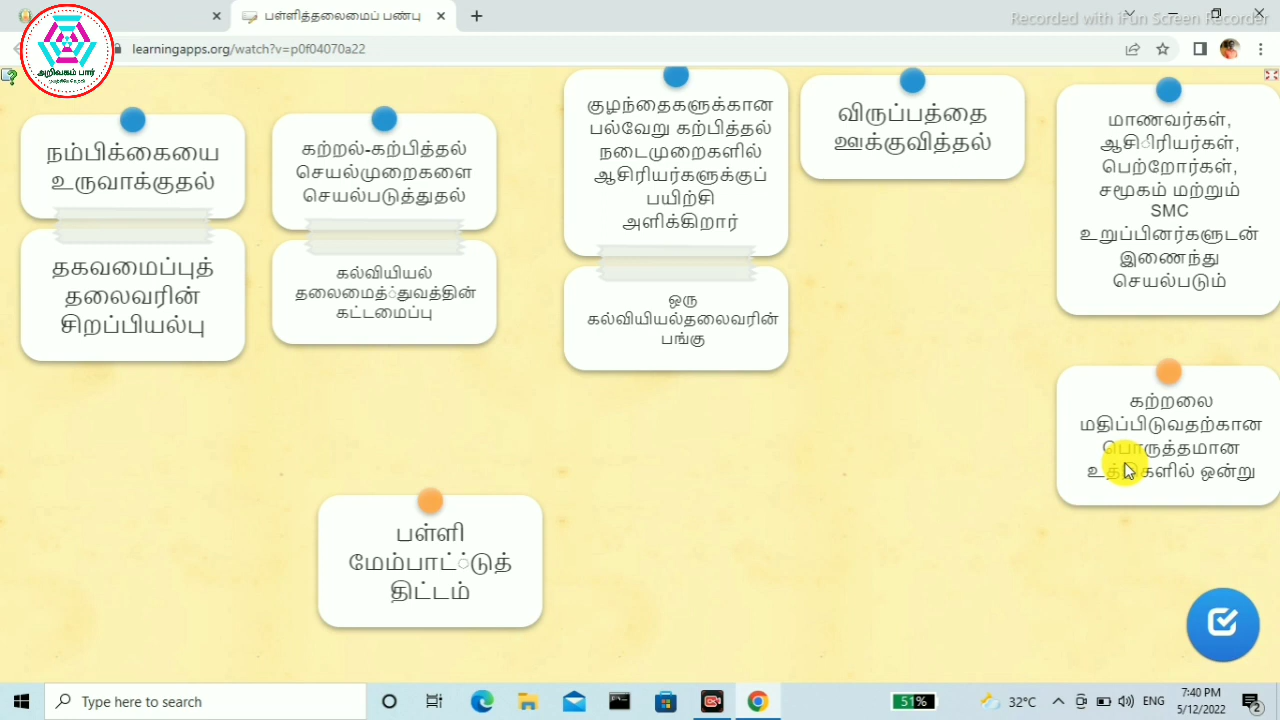 பள்ளித்தலைமைப் பண்பு
Recorded with iFun Screen Recorder
learningapps.org/watch?v=p0f04070a22
அறிவகம் பார்
நம்பிக்கையை
உருவாக்குதல்
தகவமைப்புத்
தலைவரின்
சிறப்பியல்பு
கற்றல்-கற்பித்தல்
செயல்முறைகளை
செயல்படுத்துதல்
கல்வியியல்
தலைமைத்்துவத்தின்
கட்டமைப்பு
குழந்தைகளுக்கான
பல்வேறு கற்பித்தல்
நடைமுறைகளில்
ஆசிரியர்களுக்குப்
பயிற்சி
அளிக்கிறார்
ஒரு
கல்வியியல்தலைவரின்
பங்கு
விருப்பத்தை
ஊக்குவித்தல்
மாணவர்கள்,
ஆசிிரியர்கள்,
பெற்றோர்கள்,
சமூகம் மற்றும்
SMC
உறுப்பினர்களுடன்
இணைந்து
செயல்படும்
கற்றலை
மதிப்பிடுவதற்கான
பொருத்தமான
ஒன்று
பள்ளி
மேம்பாட்்டுத்
திட்டம்
Type here to search
51%
32°C
ENG
7:40 PM
5/12/2022
2